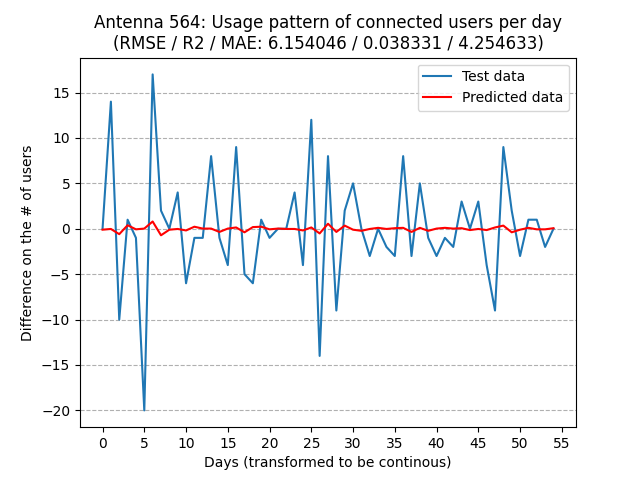 Antenna 564: Usage pattern of connected users per day
(RMSE / R2 / MAE: 6.154046 / 0.038331 / 4.254633)
Test data
Predicted data
Difference on the # of users
15
10
5
0
−5
−10
−15
−20
0 5 10 15 20 25 30 35 40 45 50 55
Days (transformed to be continous)